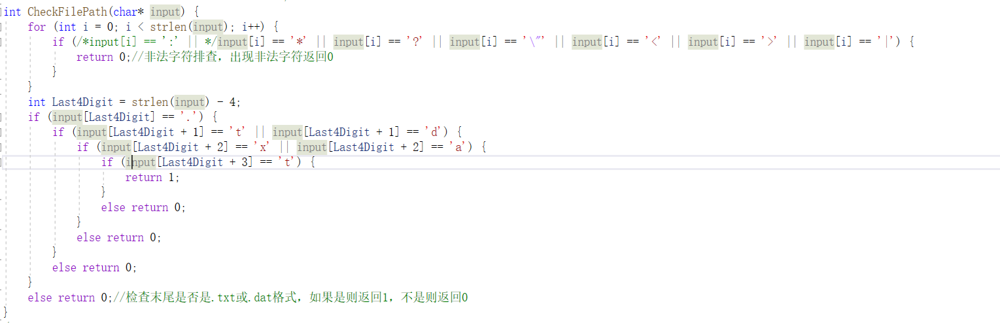 int CheckFilePath(char* input) {
for (int i = 0; i < strlen(input); i++) {
if (/*input[i] == ':' || */input[i] == '*' || input[i] == '?' || input[i] == '\"' || input[i] == '<' || input[i] == '>' || input[i] == '|') {
return 0;//非法字符排查，出现非法字符返回0
}
}
int Last4Digit = strlen(input) - 4;
if (input[Last4Digit] == '.') {
if (input[Last4Digit + 1] == 't' || input[Last4Digit + 1] == 'd') {
if (input[Last4Digit + 2] == 'x' || input[Last4Digit + 2] == 'a') {
if (input[Last4Digit + 3] == 't') {
return 1;
}
else return 0;
}
else return 0;
}
else return 0;
}
else return 0;//检查末尾是否是.txt或.dat格式，如果是则返回1，不是则返回0
}